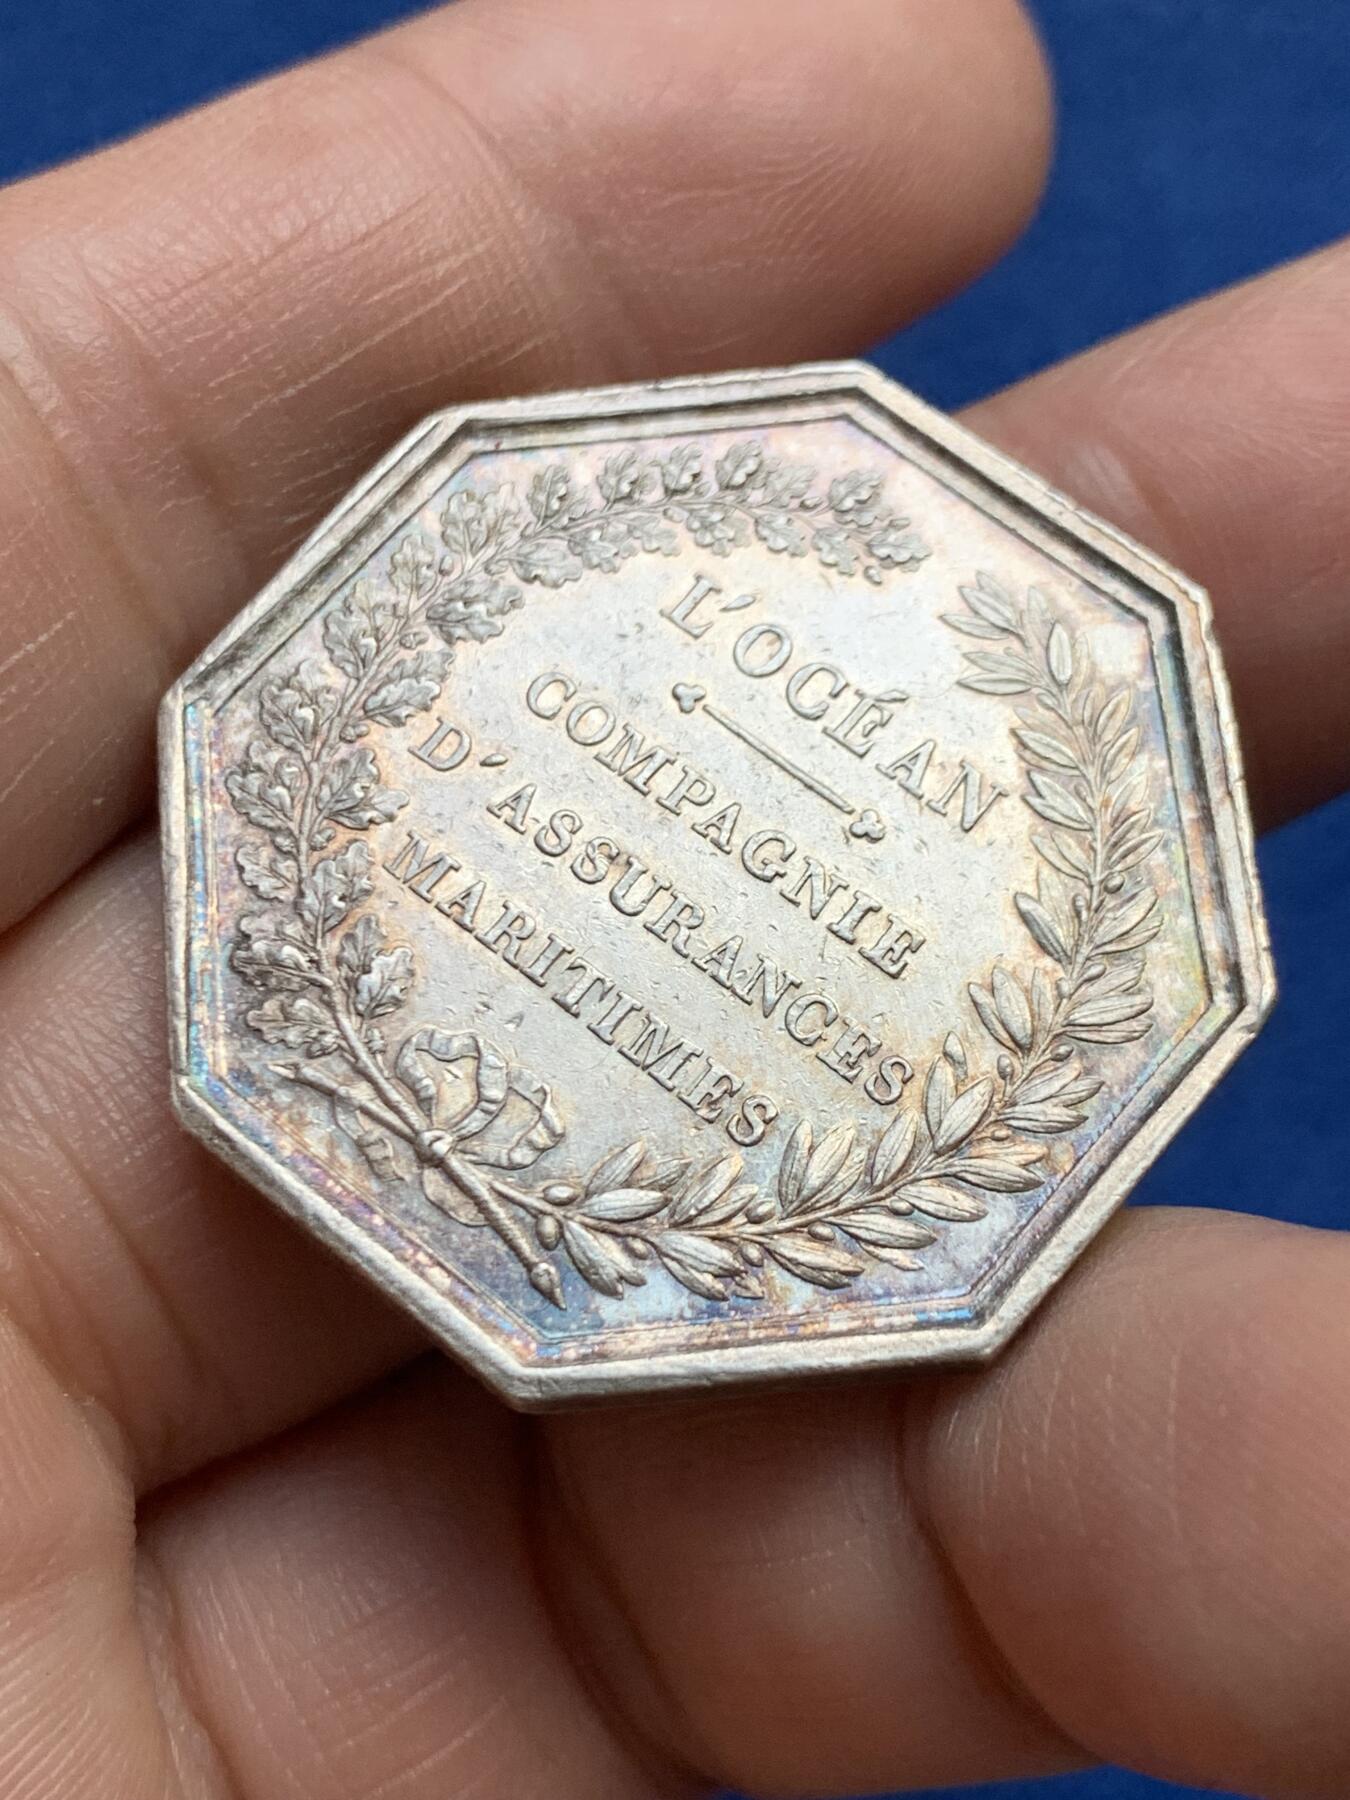 L'OCÉAN
COMPAGNIE
D'ASSURANCES
MARITIMES